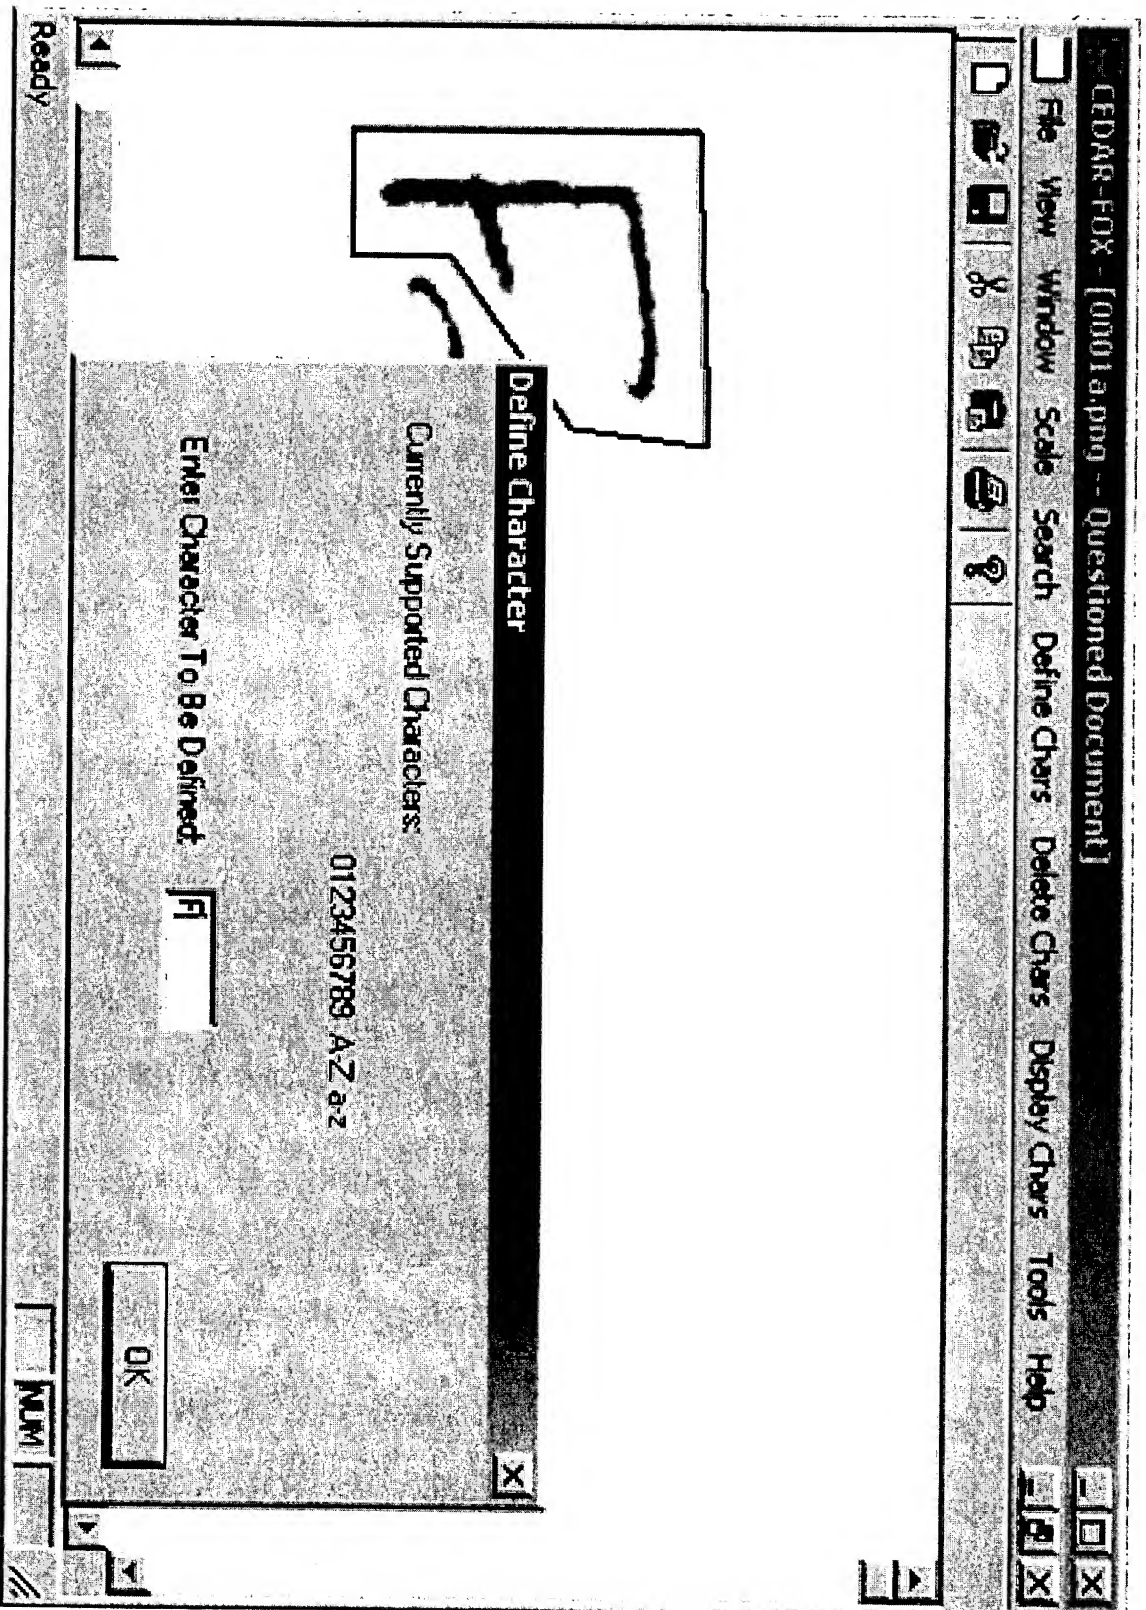 CEDAR-FOX - [0001a.png -- Questioned Document]
File View Window Scale Search Define Chars Delete Chars Display Chars Tools Help
F
Define Character
Currently Supported Characters:
0123456789 A-Z a-z
Enter Character To Be Defined:
F
OK
Ready
NUM